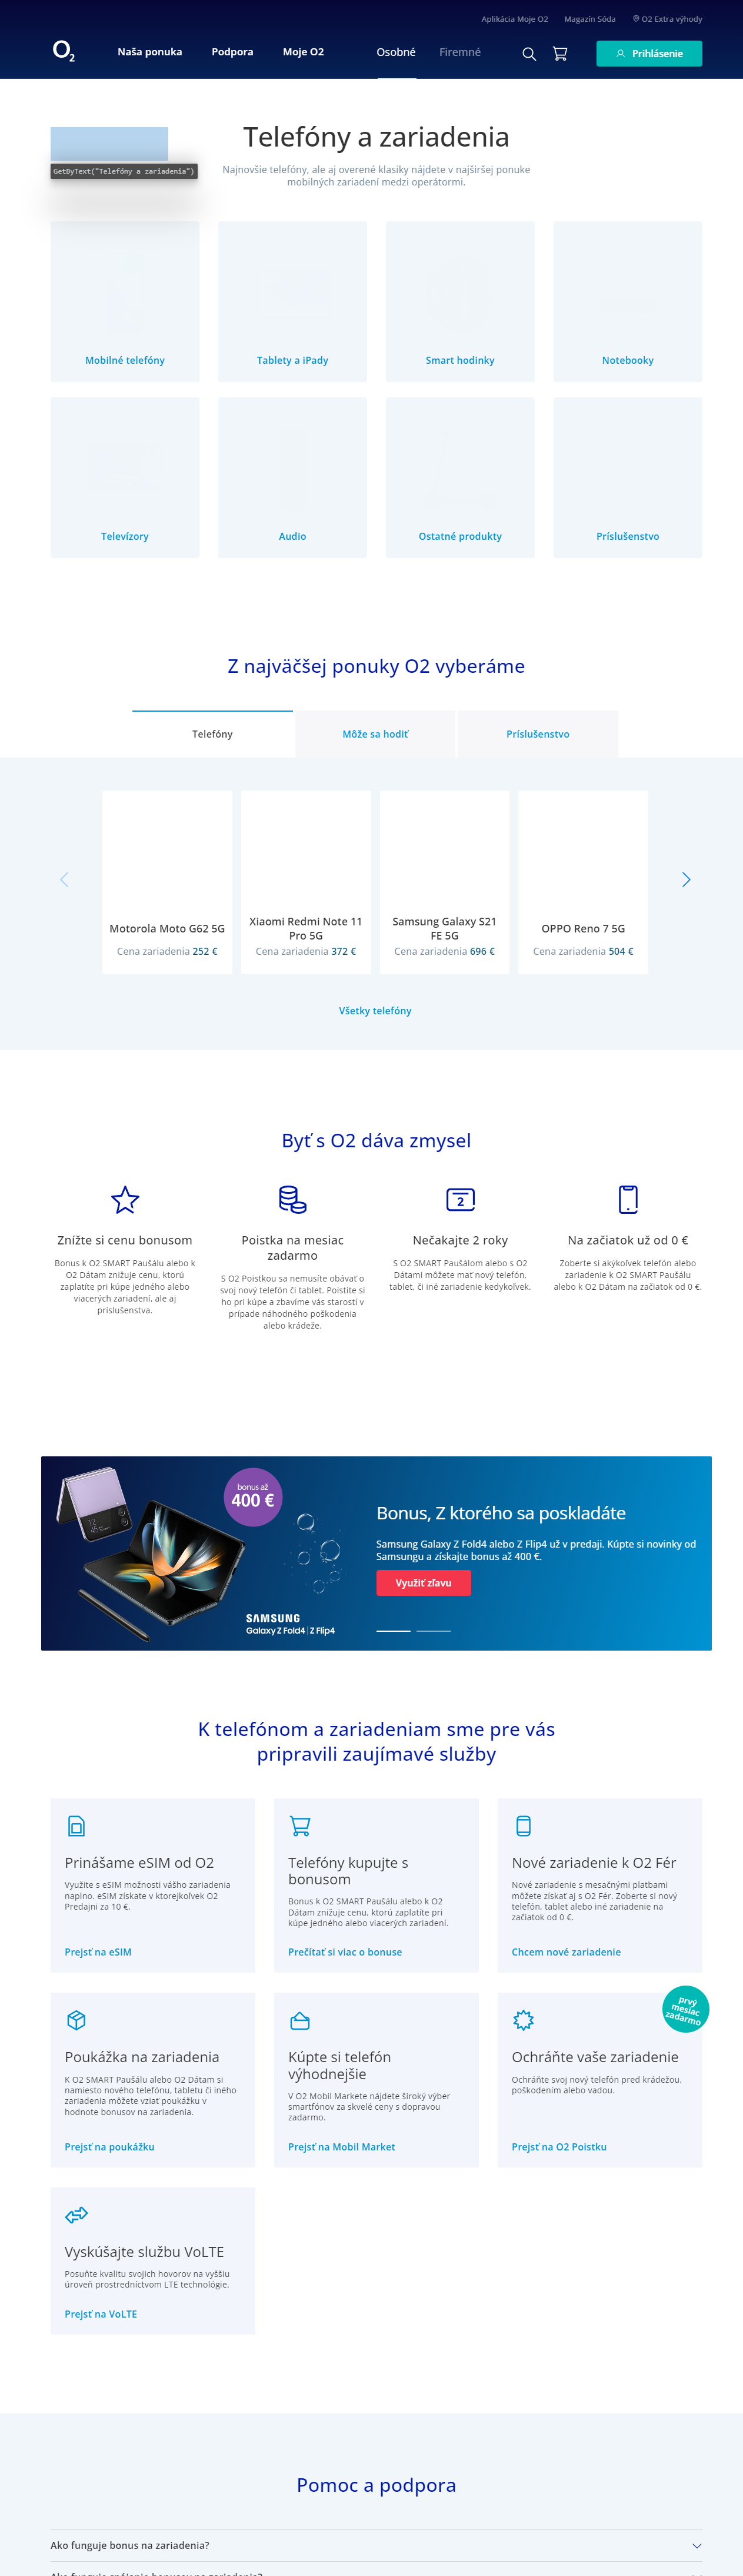 Aplikácia Moje O2 Magazín Sóda O2 Extra výhody
O2 Naša ponuka Podpora Moje O2 Osobné Firemné Prihlásenie
Telefóny a zariadenia
GetByText("Telefóny a zariadenia")
Najnovšie telefóny, ale aj overené klasiky nájdete v najširšej ponuke
mobilných zariadení medzi operátormi.
Mobilné telefóny Tablety a iPady Smart hodinky Notebooky
Televízory Audio Ostatné produkty Príslušenstvo
Z najväčšej ponuky O2 vyberáme
Telefóny Môže sa hodiť Príslušenstvo
Motorola Moto G62 5G
Cena zariadenia 252 €
Xiaomi Redmi Note 11
Pro 5G
Cena zariadenia 372 €
Samsung Galaxy S21
FE 5G
Cena zariadenia 696 €
OPPO Reno 7 5G
Cena zariadenia 504 €
Všetky telefóny
Byť s O2 dáva zmysel
Znížte si cenu bonusom
Bonus k O2 SMART Paušálu alebo k
O2 Dátam znižuje cenu, ktorú
zaplatíte pri kúpe jedného alebo
viacerých zariadení, ale aj
príslušenstva.
Poistka na mesiac
zadarmo
S O2 Poistkou sa nemusíte obávať o
svoj nový telefón či tablet. Poistite si
ho pri kúpe a zbavíme vás starostí v
prípade náhodného poškodenia
alebo krádeže.
2
Nečakajte 2 roky
S O2 SMART Paušálom alebo s O2
Dátami môžete mať nový telefón,
tablet, či iné zariadenie kedykoľvek.
Na začiatok už od 0 €
Zoberte si akýkoľvek telefón alebo
zariadenie k O2 SMART Paušálu
alebo k O2 Dátam na začiatok od 0 €.
bonus až
400 €
SAMSUNG
Galaxy Z Fold4 | Z Flip4
Bonus, Z ktorého sa poskladáte
Samsung Galaxy Z Fold4 alebo Z Flip4 už v predaji. Kúpte si novinky od
Samsungu a získajte bonus až 400 €.
Využiť zľavu
K telefónom a zariadeniam sme pre vás
pripravili zaujímavé služby
Prinášame eSIM od O2
Využite s eSIM možnosti vášho zariadenia
naplno. eSIM získate v ktorejkoľvek O2
Predajni za 10 €.
Prejsť na eSIM
Telefóny kupujte s
bonusom
Bonus k O2 SMART Paušálu alebo k O2
Dátam znižuje cenu, ktorú zaplatíte pri
kúpe jedného alebo viacerých zariadení.
Prečítať si viac o bonuse
Nové zariadenie k O2 Fér
Nové zariadenie s mesačnými platbami
môžete získať aj s O2 Fér. Zoberte si nový
telefón, tablet alebo iné zariadenie na
začiatok od 0 €.
Chcem nové zariadenie
Poukážka na zariadenia
K O2 SMART Paušálu alebo O2 Dátam si
namiesto nového telefónu, tabletu či iného
zariadenia môžete vziať poukážku v
hodnote bonusov na zariadenia.
Prejsť na poukážku
Kúpte si telefón
výhodnejšie
V O2 Mobil Markete nájdete široký výber
smartfónov za skvelé ceny s dopravou
zadarmo.
Prejsť na Mobil Market
prvý
mesiac
zadarmo
Ochráňte vaše zariadenie
Ochráňte svoj nový telefón pred krádežou,
poškodením alebo vadou.
Prejsť na O2 Poistku
Vyskúšajte službu VoLTE
Posuňte kvalitu svojich hovorov na vyššiu
úroveň prostredníctvom LTE technológie.
Prejsť na VoLTE
Pomoc a podpora
Ako funguje bonus na zariadenia?